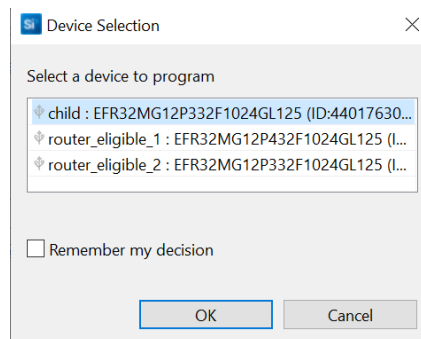 Si Device Selection
Select a device to program
child : EFR32MG12P332F1024GL125 (ID:44017630...
router_eligible_1 : EFR32MG12P432F1024GL125 (I...
router_eligible_2 : EFR32MG12P332F1024GL125 (I...
Remember my decision
OK Cancel